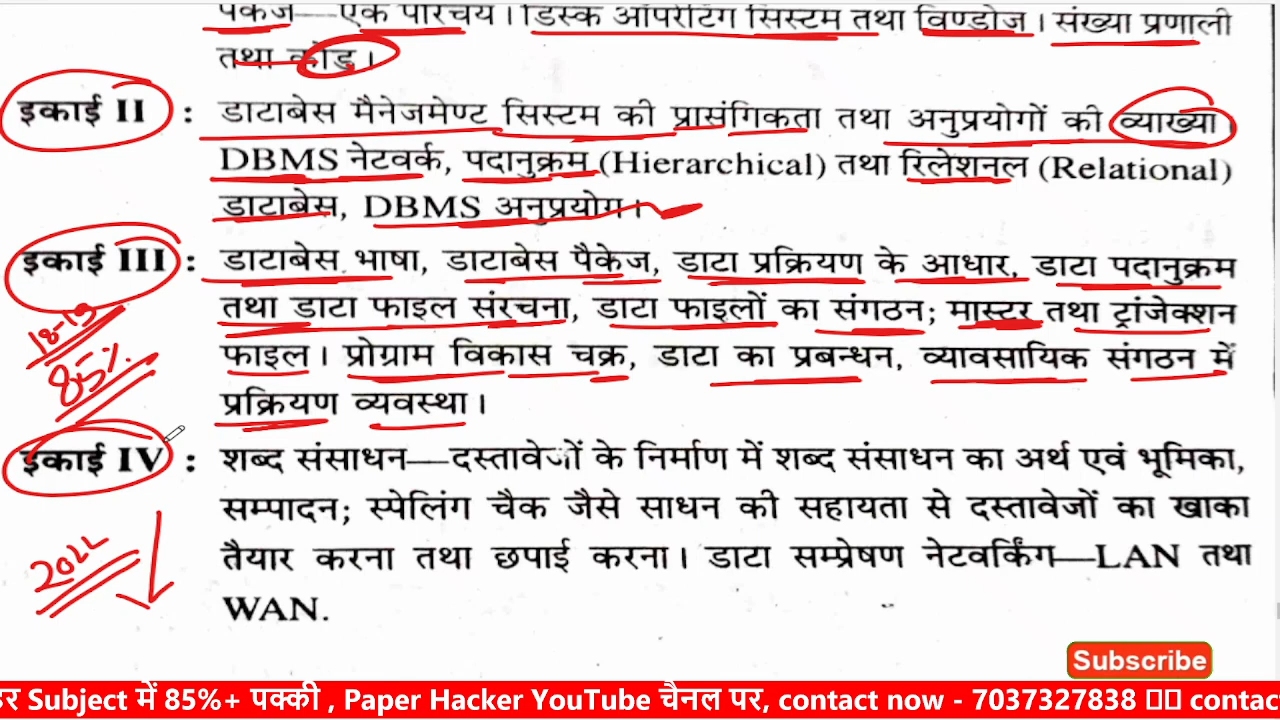 पैकेज—एक परिचय। डिस्क ऑपरेटिंग सिस्टम तथा विण्डोज। संख्या प्रणाली
तथा कोड।
इकाई II : डाटाबेस मैनेजमेण्ट सिस्टम की प्रासंगिकता तथा अनुप्रयोगों की व्याख्या।
DBMS नेटवर्क, पदानुक्रम (Hierarchical) तथा रिलेशनल (Relational)
डाटाबेस, DBMS अनुप्रयोग।
इकाई III : डाटाबेस भाषा, डाटाबेस पैकेज, डाटा प्रक्रियण के आधार, डाटा पदानुक्रम
तथा डाटा फाइल संरचना, डाटा फाइलों का संगठन; मास्टर तथा ट्रांजेक्शन
18-19
फाइल। प्रोग्राम विकास चक्र, डाटा का प्रबन्धन, व्यावसायिक संगठन में
85%
प्रक्रियण व्यवस्था।
इकाई IV : शब्द संसाधन—दस्तावेजों के निर्माण में शब्द संसाधन का अर्थ एवं भूमिका,
सम्पादन; स्पेलिंग चैक जैसे साधन की सहायता से दस्तावेजों का खाका
तैयार करना तथा छपाई करना। डाटा सम्प्रेषण नेटवर्किंग—LAN तथा
2022
WAN.
Subscribe
हर Subject में 85%+ पक्की , Paper Hacker YouTube चैनल पर, contact now - 7037327838 contac